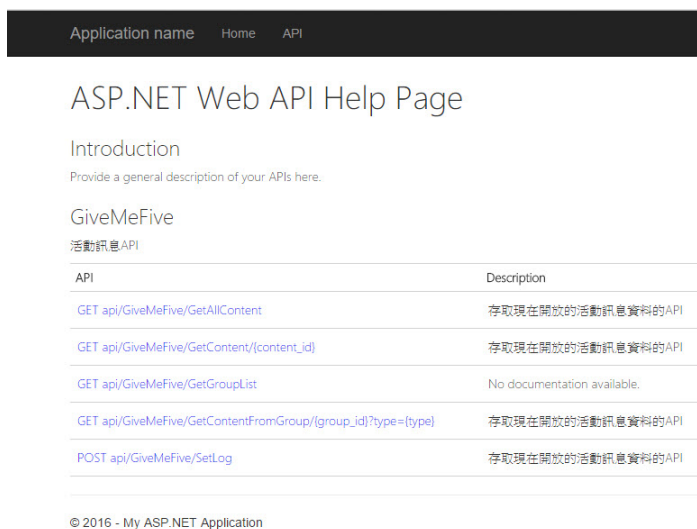 Application name Home API
ASP.NET Web API Help Page
Introduction
Provide a general description of your APIs here.
GiveMeFive
活動訊息API
API Description
GET api/GiveMeFive/GetAllContent 存取現在開放的活動訊息資料的API
GET api/GiveMeFive/GetContent/{content_id} 存取現在開放的活動訊息資料的API
GET api/GiveMeFive/GetGroupList No documentation available.
GET api/GiveMeFive/GetContentFromGroup/{group_id}?type={type} 存取現在開放的活動訊息資料的API
POST api/GiveMeFive/SetLog 存取現在開放的活動訊息資料的API
© 2016 - My ASP.NET Application